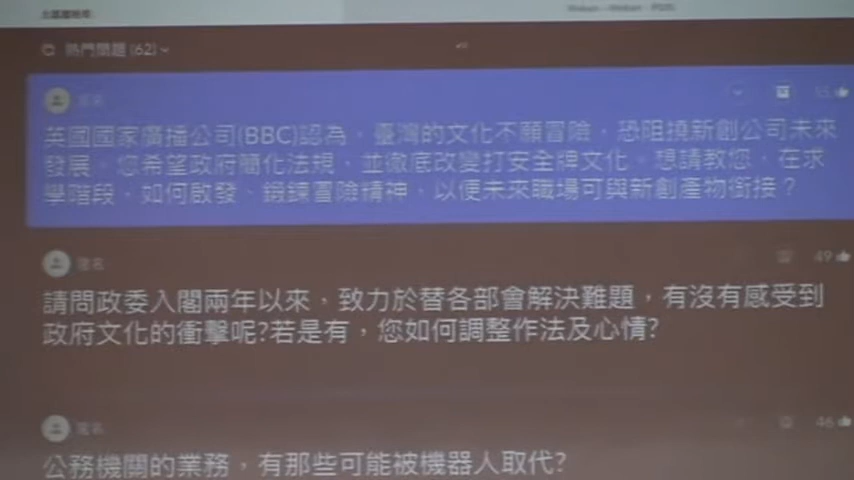 熱門問題 (62)
英國國家廣播公司(BBC)認為，臺灣的文化不願冒險，恐阻撓新創公司未來
發展。您希望政府簡化法規，並徹底改變打安全牌文化。想請教您，在求
學階段，如何啟發、鍛鍊冒險精神，以便未來職場可與新創產物銜接？
匿名
49
請問政委入閣兩年以來，致力於替各部會解決難題，有沒有感受到
政府文化的衝擊呢?若是有，您如何調整作法及心情?
匿名
46
公務機關的業務，有那些可能被機器人取代?